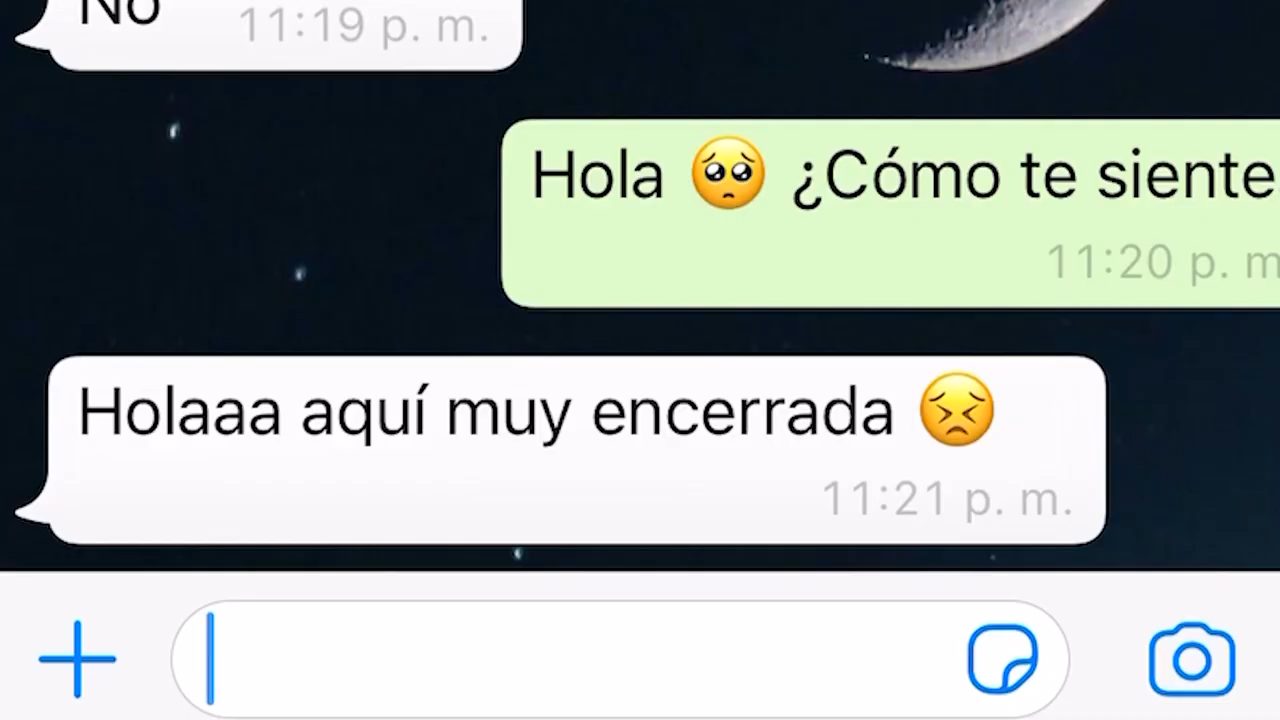 No
11:19 p. m.
Hola 🥺 ¿Cómo te siente
11:20 p. m
Holaaa aquí muy encerrada 😣
11:21 p. m.